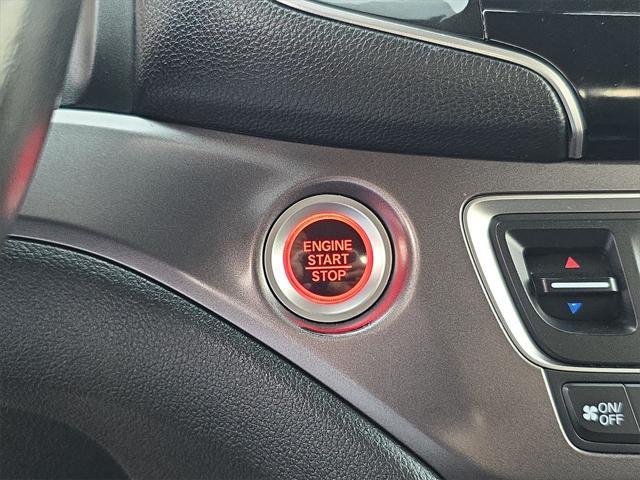 ENGINE
START
STOP
ON/
OFF